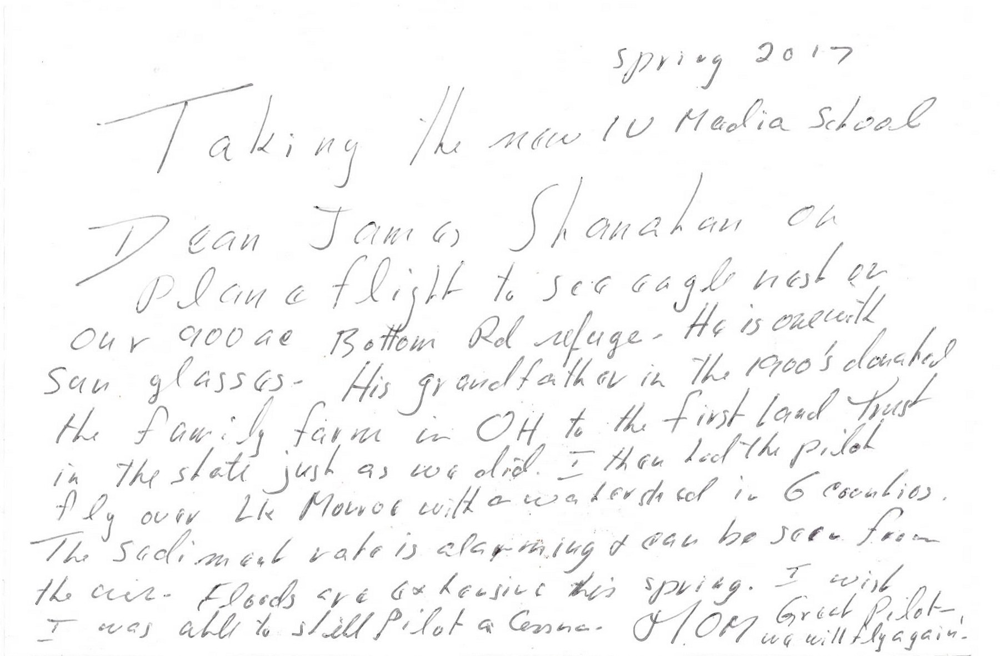 spring 2017
Taking the new IU Media School
Dean James Shanahan on
plane flight to see eagle nest on
our 900 ac Bottom Rd refuge - He is one with
sun glasses - His grandfather in the 1900's donated
the family farm in OH to the first land Trust
in the state just as we did. I then had the pilot
fly over Lk Monroe with a watershed in 6 counties.
The sediment rate is alarming & can be seen from
the air - Floods are extensive this spring. I wish
I was able to still Pilot a Cessna - MOM Great Pilot -
we will fly again.